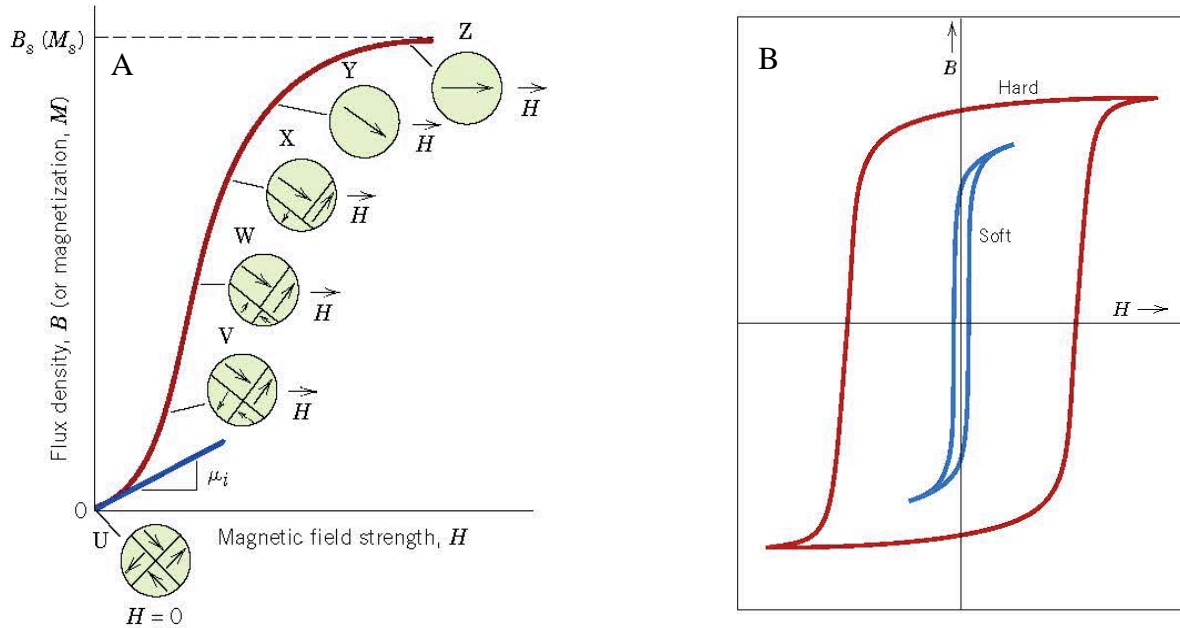 B_s (M_s)
A
Z
H
Y
H
X
H
W
H
V
H
Flux density, B (or magnetization, M)
μ_i
0
U
Magnetic field strength, H
H = 0
B
B
Hard
Soft
H